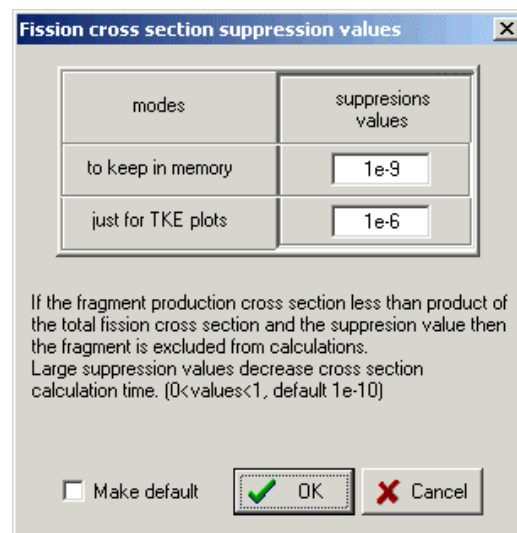 Fission cross section suppression values
modes
suppresions
values
to keep in memory
1e-9
just for TKE plots
1e-6
If the fragment production cross section less than product of
the total fission cross section and the suppresion value then
the fragment is excluded from calculations.
Large suppression values decrease cross section
calculation time. (0<values<1, default 1e-10)
Make default
OK
Cancel